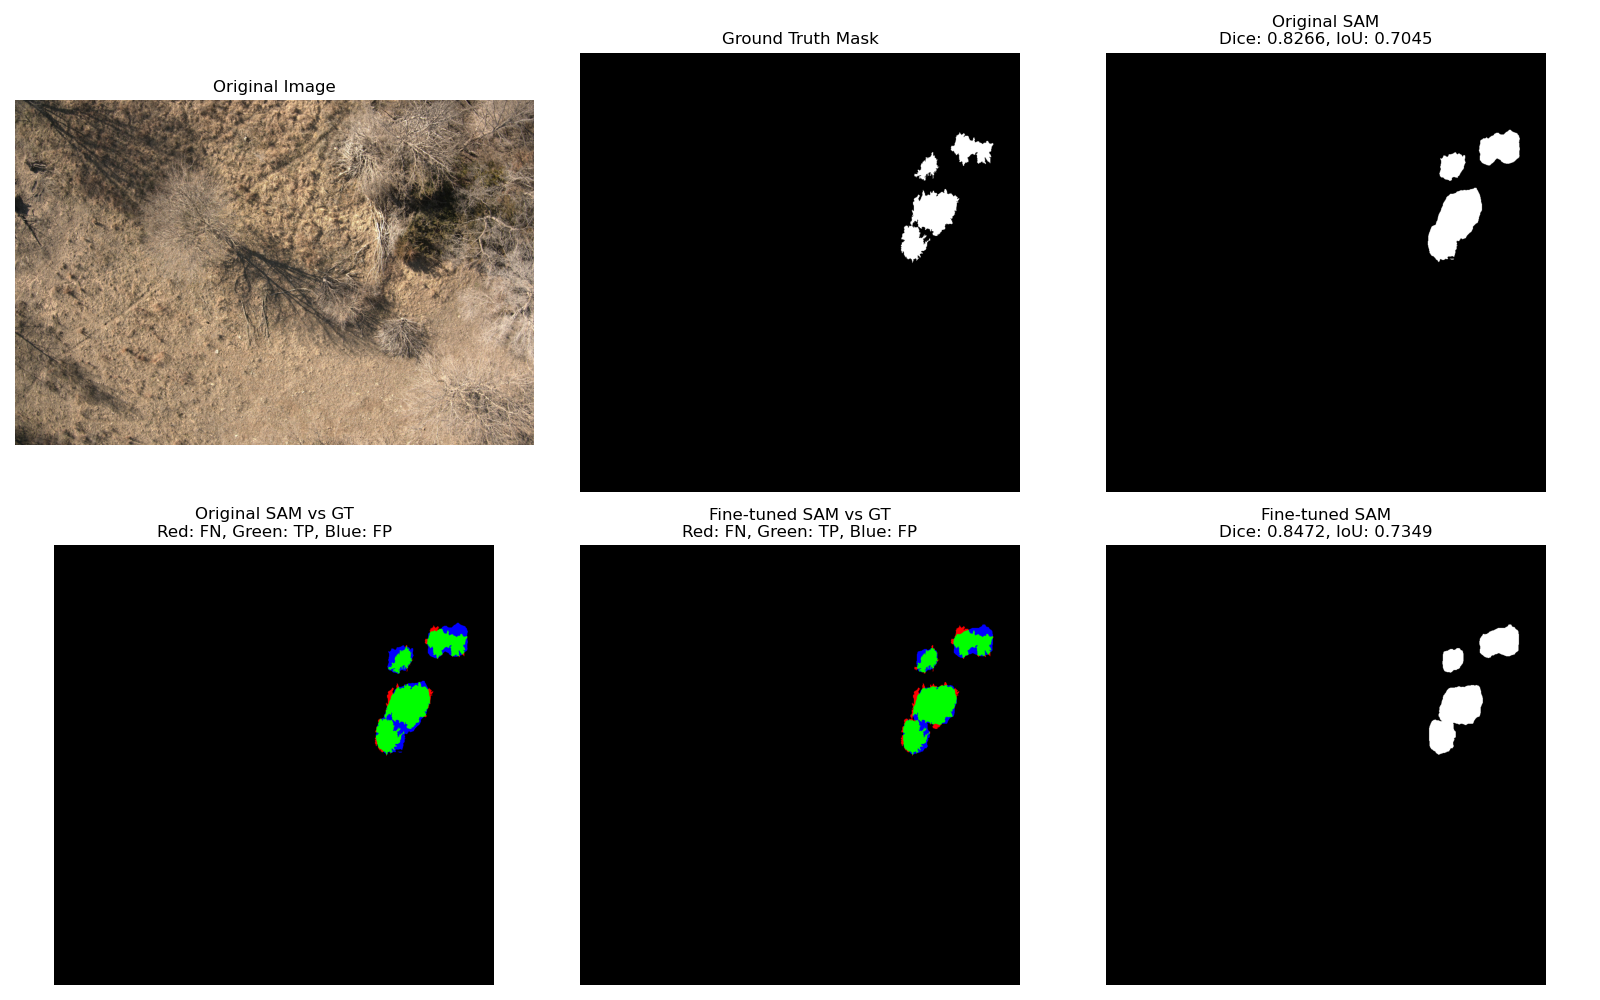 Original Image
Ground Truth Mask
Original SAM
Dice: 0.8266, IoU: 0.7045
Original SAM vs GT
Red: FN, Green: TP, Blue: FP
Fine-tuned SAM vs GT
Red: FN, Green: TP, Blue: FP
Fine-tuned SAM
Dice: 0.8472, IoU: 0.7349